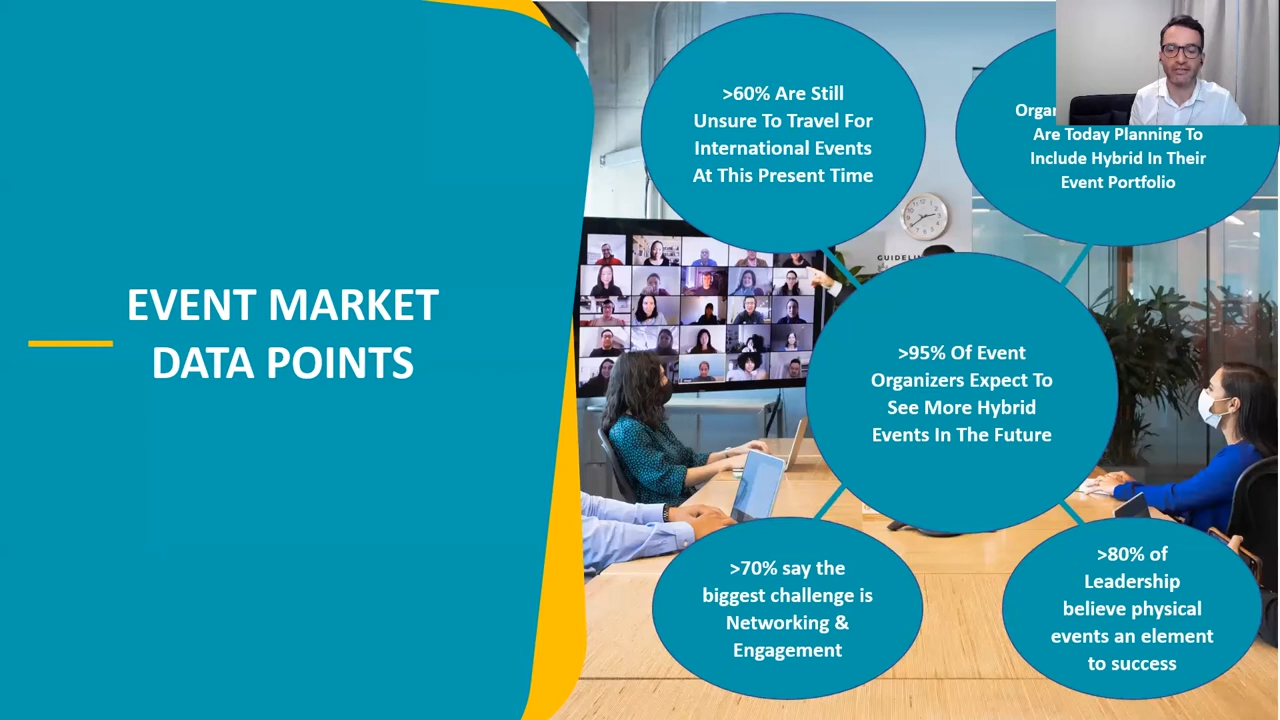 EVENT MARKET
DATA POINTS
>60% Are Still
Unsure To Travel For
International Events
At This Present Time
Are Today Planning To
Include Hybrid In Their
Event Portfolio
>95% Of Event
Organizers Expect To
See More Hybrid
Events In The Future
>70% say the
biggest challenge is
Networking &
Engagement
>80% of
Leadership
believe physical
events an element
to success